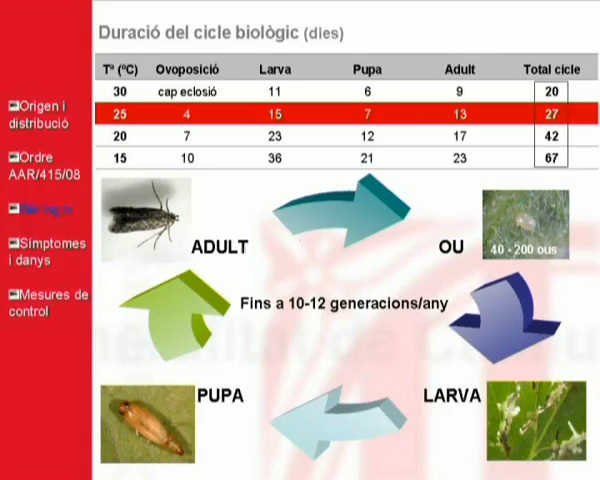 Duració del cicle biològic (dies)
Tª (ºC) Ovoposició Larva Pupa Adult Total cicle
30 cap eclosió 11 6 9 20
25 4 15 7 13 27
20 7 23 12 17 42
15 10 36 21 23 67
Origen i
distribució
Ordre
AAR/415/08
Símptomes
i danys
Mesures de
control
ADULT
OU
40 - 200 ous
Fins a 10-12 generacions/any
PUPA
LARVA